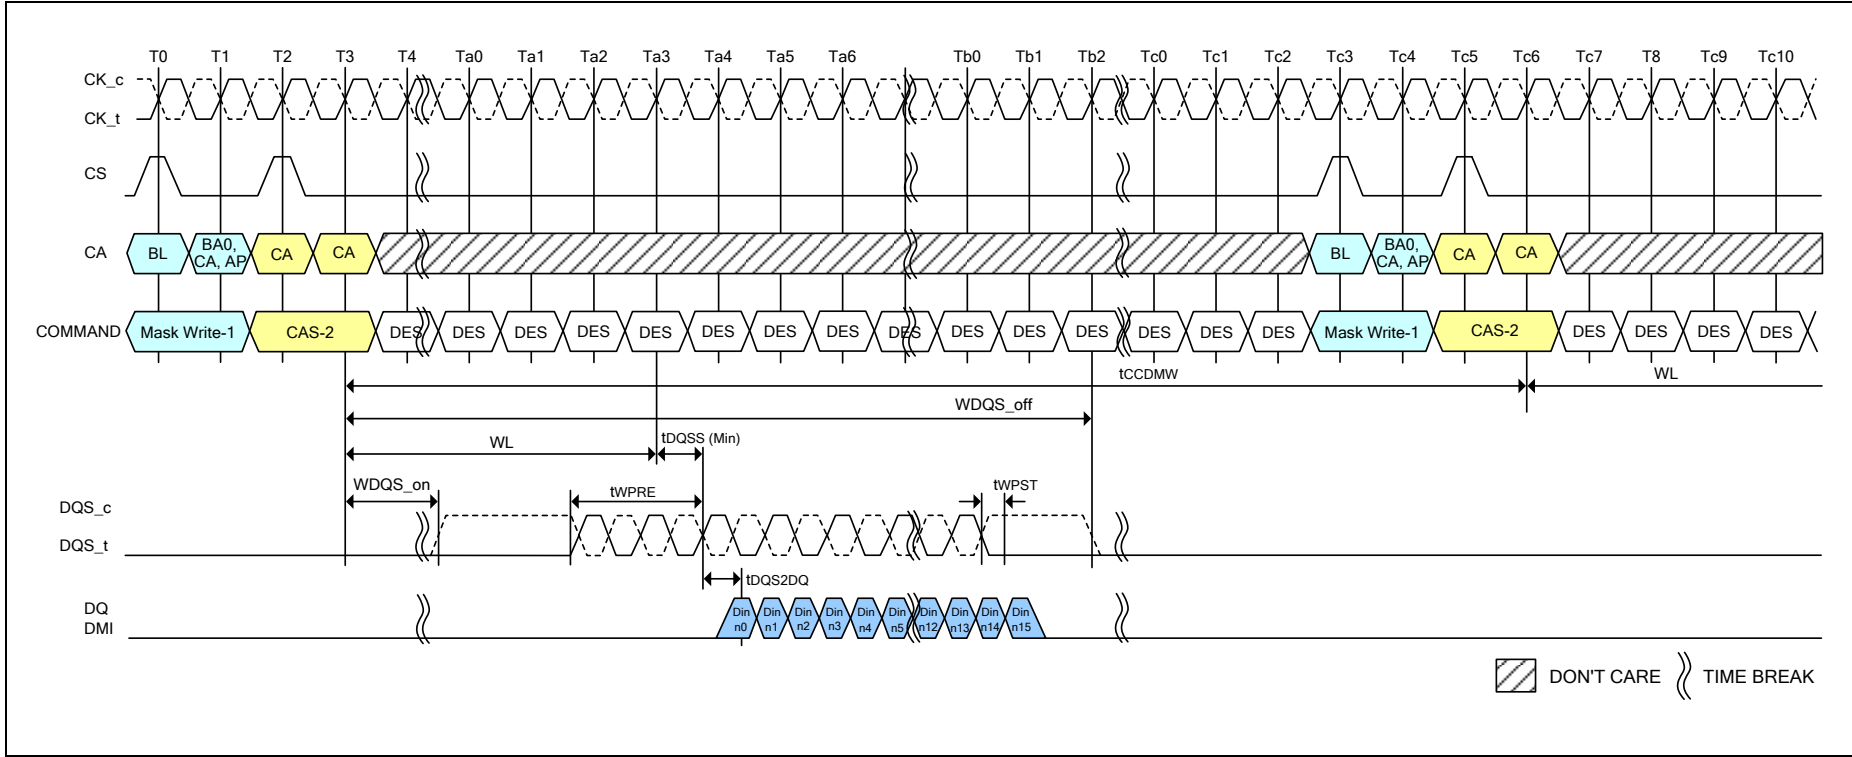 T0 T1 T2 T3 T4 Ta0 Ta1 Ta2 Ta3 Ta4 Ta5 Ta6 Tb0 Tb1 Tb2 Tc0 Tc1 Tc2 Tc3 Tc4 Tc5 Tc6 Tc7 T8 Tc9 Tc10
CK_c
CK_t
CS
CA BL BA0, CA, AP CA CA BL BA0, CA, AP CA CA
COMMAND Mask Write-1 CAS-2 DES DES DES DES DES DES DES DES DES DES DES DES DES DES DES Mask Write-1 CAS-2 DES DES DES DES
tCCDMW WL
WDQS_off
WL tDQSS (Min)
WDQS_on tWPRE tWPST
DQS_c
DQS_t
tDQS2DQ
DQ
DMI
Din n0 Din n1 Din n2 Din n3 Din n4 Din n5 Din n12 Din n13 Din n14 Din n15
DON'T CARE TIME BREAK